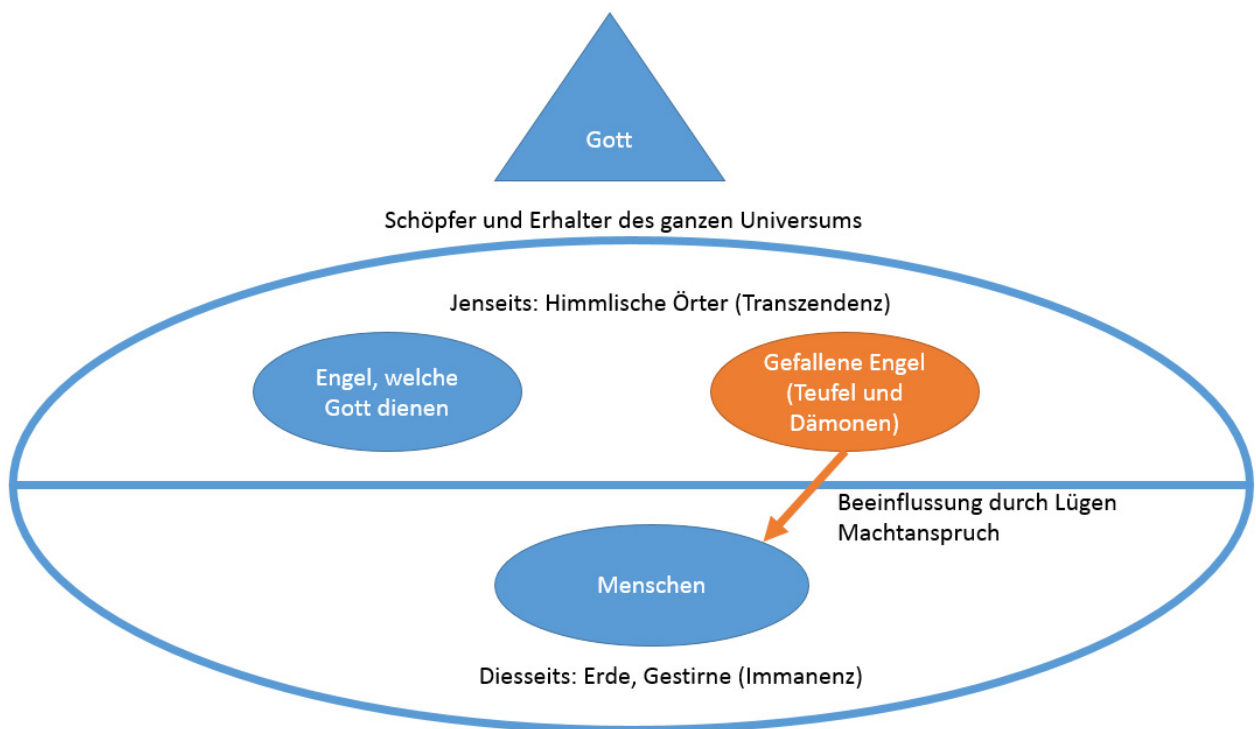 Gott
Schöpfer und Erhalter des ganzen Universums
Jenseits: Himmlische Örter (Transzendenz)
Engel, welche
Gott dienen
Gefallene Engel
(Teufel und
Dämonen)
Beeinflussung durch Lügen
Machtanspruch
Menschen
Diesseits: Erde, Gestirne (Immanenz)